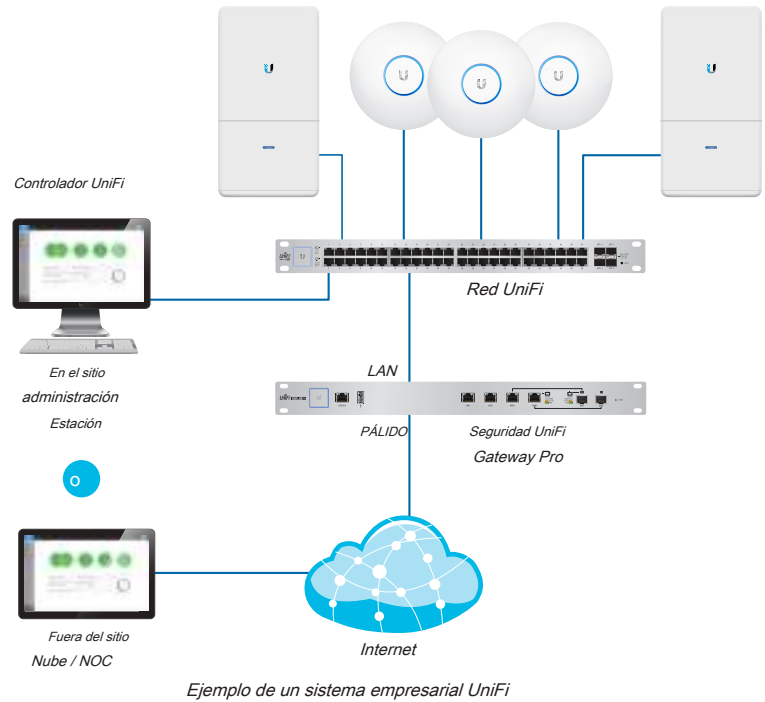 Controlador UniFi
Red UniFi
En el sitio
administración
Estación
LAN
PÁLIDO
Seguridad UniFi
Gateway Pro
o
Internet
Fuera del sitio
Nube / NOC
Ejemplo de un sistema empresarial UniFi